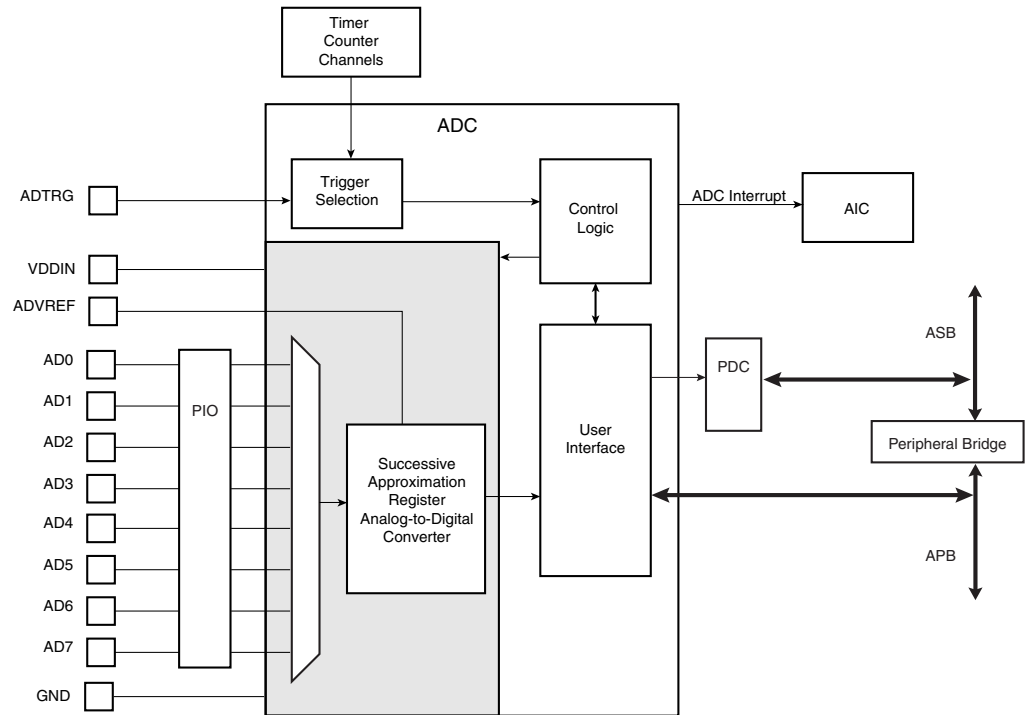 Timer
Counter
Channels
ADC
Trigger
Selection
Control
Logic
ADTRG
ADC Interrupt
AIC
VDDIN
ADVREF
AD0
AD1
AD2
AD3
AD4
AD5
AD6
AD7
GND
PIO
Successive
Approximation
Register
Analog-to-Digital
Converter
User
Interface
PDC
ASB
Peripheral Bridge
APB